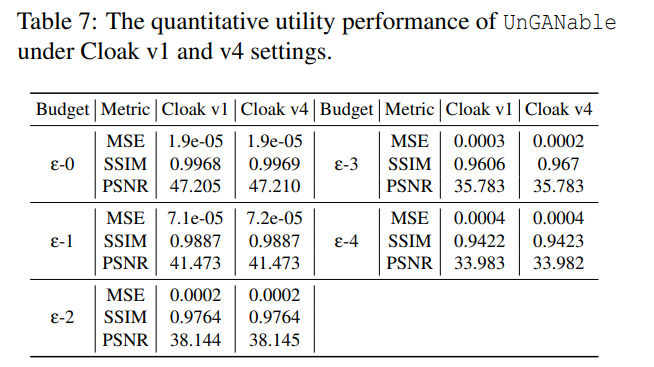 Table 7: The quantitative utility performance of UnGANable
under Cloak v1 and v4 settings.
Budget Metric Cloak v1 Cloak v4 Budget Metric Cloak v1 Cloak v4
MSE 1.9e-05 1.9e-05 MSE 0.0003 0.0002
ε-0 SSIM 0.9968 0.9969 ε-3 SSIM 0.9606 0.967
PSNR 47.205 47.210 PSNR 35.783 35.783
MSE 7.1e-05 7.2e-05 MSE 0.0004 0.0004
ε-1 SSIM 0.9887 0.9887 ε-4 SSIM 0.9422 0.9423
PSNR 41.473 41.473 PSNR 33.983 33.982
MSE 0.0002 0.0002
ε-2 SSIM 0.9764 0.9764
PSNR 38.144 38.145